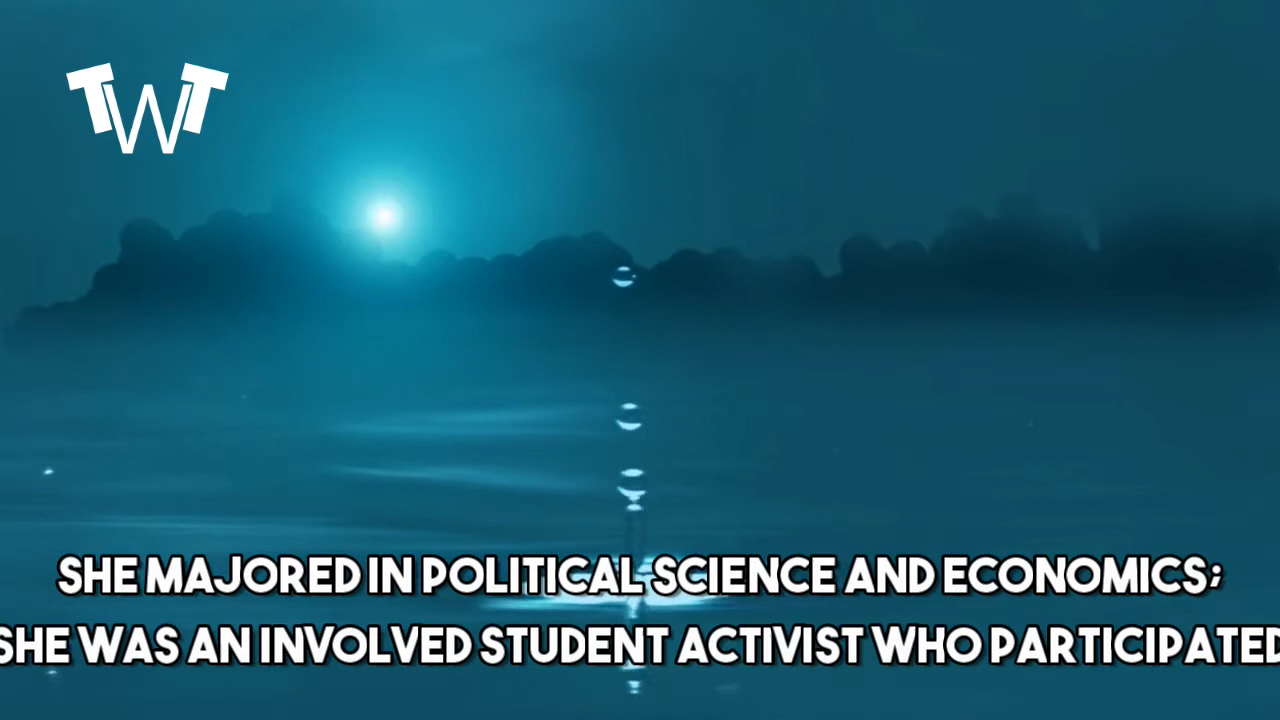 TWT
SHE MAJORED IN POLITICAL SCIENCE AND ECONOMICS;
SHE WAS AN INVOLVED STUDENT ACTIVIST WHO PARTICIPATED